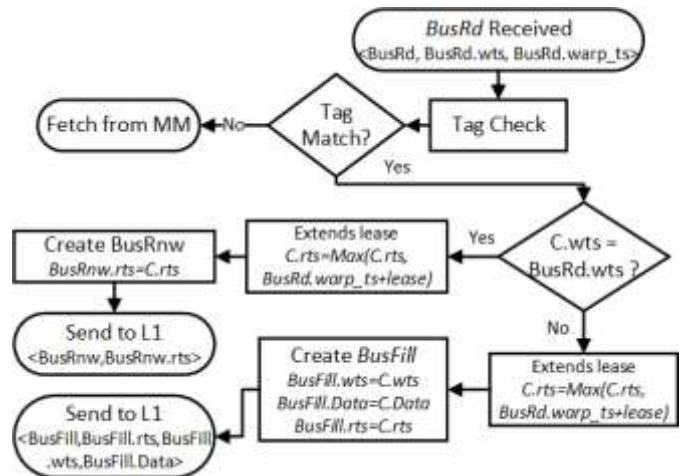 BusRd Received
<BusRd, BusRd.wts, BusRd.warp_ts>
Fetch from MM
No
Tag
Match?
Tag Check
Yes
Create BusRnw
BusRnw.rts=C.rts
Extends lease
C.rts=Max(C.rts,
BusRd.warp_ts+lease)
Yes
C.wts =
BusRd.wts ?
Send to L1
<BusRnw,BusRnw.rts>
No
Create BusFill
BusFill.wts=C.wts
BusFill.Data=C.Data
BusFill.rts=C.rts
Extends lease
C.rts=Max(C.rts,
BusRd.warp_ts+lease)
Send to L1
<BusFill,BusFill.rts,BusFill
.wts,BusFill.Data>